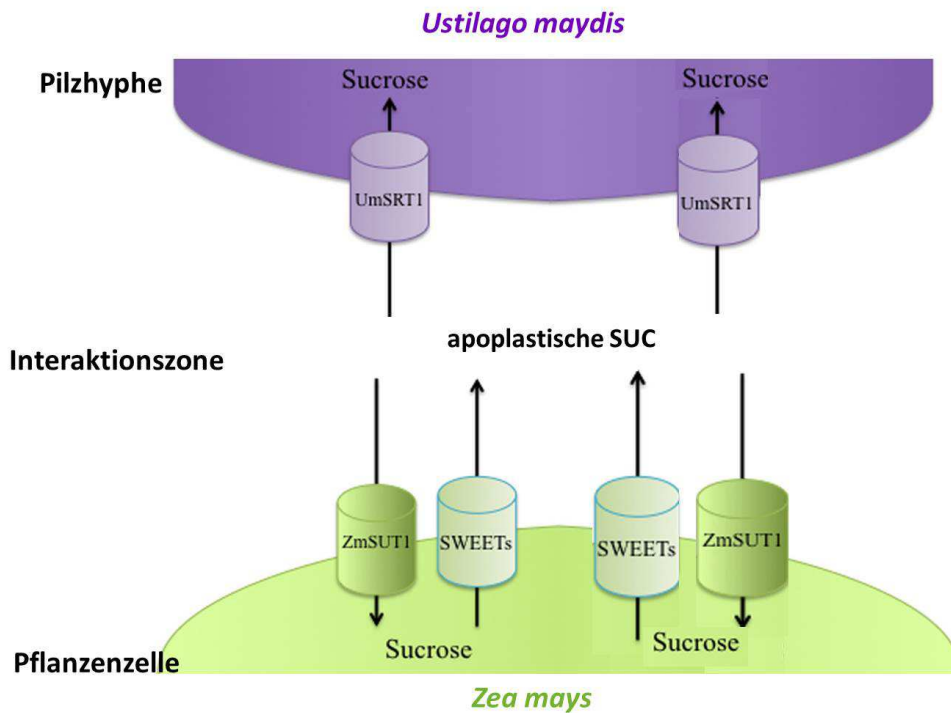 Ustilago maydis
Pilzhyphe
Sucrose
Sucrose
UmSRT1
UmSRT1
apoplastische SUC
Interaktionszone
ZmSUT1
SWEETs
SWEETs
ZmSUT1
Sucrose
Sucrose
Pflanzenzelle
Zea mays